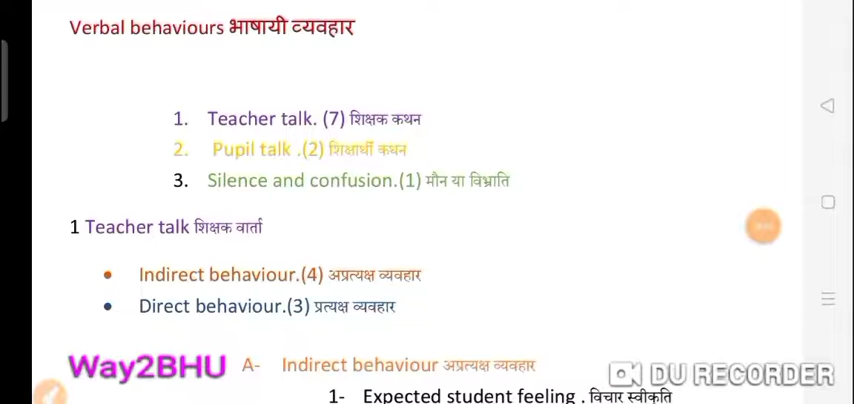 Verbal behaviours भाषायी व्यवहार
1. Teacher talk. (7) शिक्षक कथन
2. Pupil talk .(2) शिक्षार्थी कथन
3. Silence and confusion.(1) मौन या विभ्राति
1 Teacher talk शिक्षक वार्ता
• Indirect behaviour.(4) अप्रत्यक्ष व्यवहार
• Direct behaviour.(3) प्रत्यक्ष व्यवहार
Way2BHU A- Indirect behaviour अप्रत्यक्ष व्यवहार
DU RECORDER
1- Expected student feeling . विचार स्वीकृति